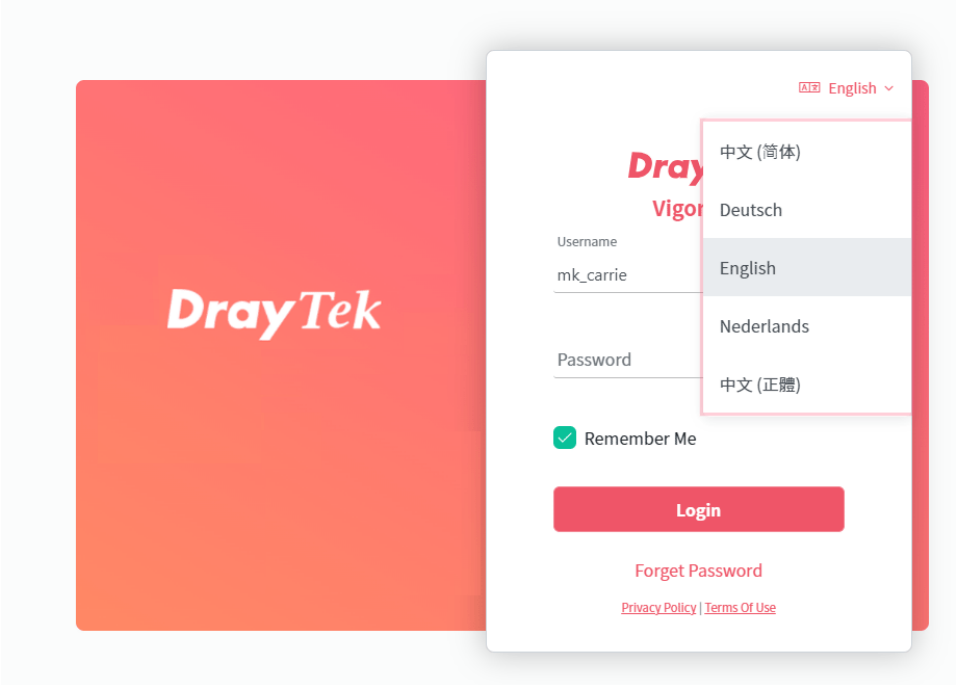 English
中文 (简体)
Deutsch
English
Nederlands
中文 (正體)
DrayTek
Dray
Vigor
Username
mk_carrie
Password
Remember Me
Login
Forget Password
Privacy Policy | Terms Of Use